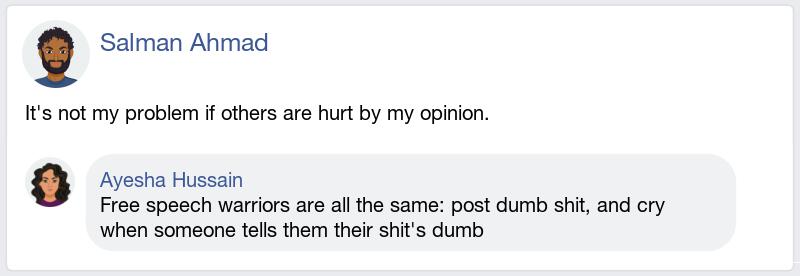 Salman Ahmad
It's not my problem if others are hurt by my opinion.
Ayesha Hussain
Free speech warriors are all the same: post dumb shit, and cry
when someone tells them their shit's dumb